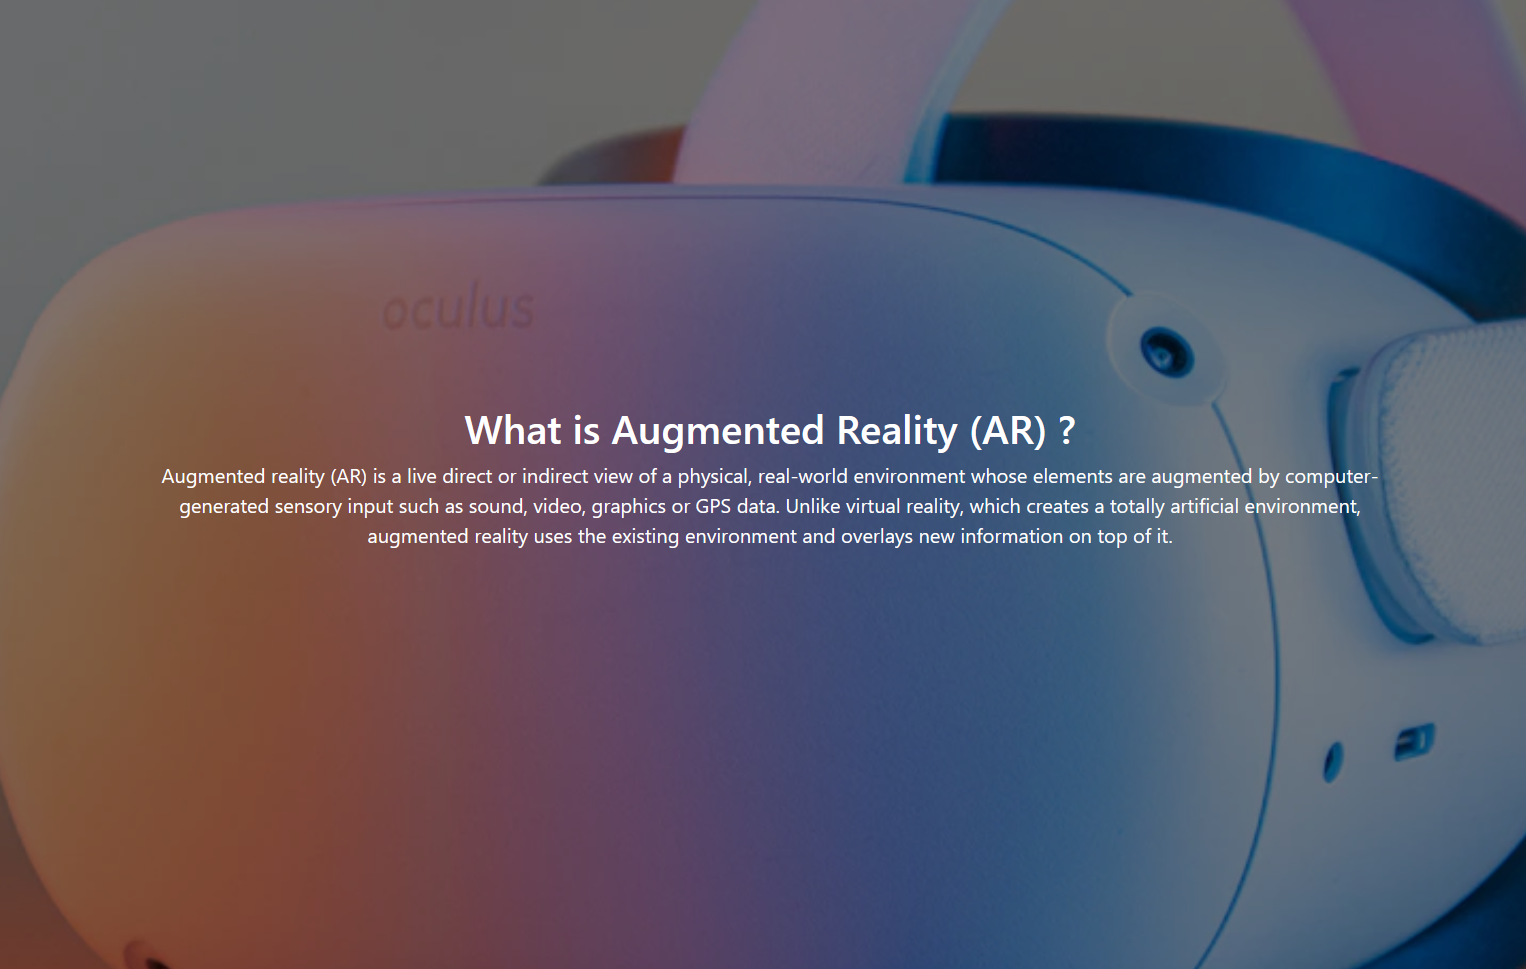 oculus
What is Augmented Reality (AR) ?
Augmented reality (AR) is a live direct or indirect view of a physical, real-world environment whose elements are augmented by computer-
generated sensory input such as sound, video, graphics or GPS data. Unlike virtual reality, which creates a totally artificial environment,
augmented reality uses the existing environment and overlays new information on top of it.